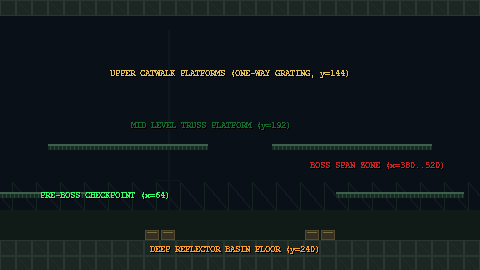 UPPER CATWALK PLATFORMS (ONE-WAY GRATING, y=144)
MID LEVEL TRUSS PLATFORM (y=192)
BOSS SPAN ZONE (x=380..520)
PRE-BOSS CHECKPOINT (x=64)
DEEP REFLECTOR BASIN FLOOR (y=240)